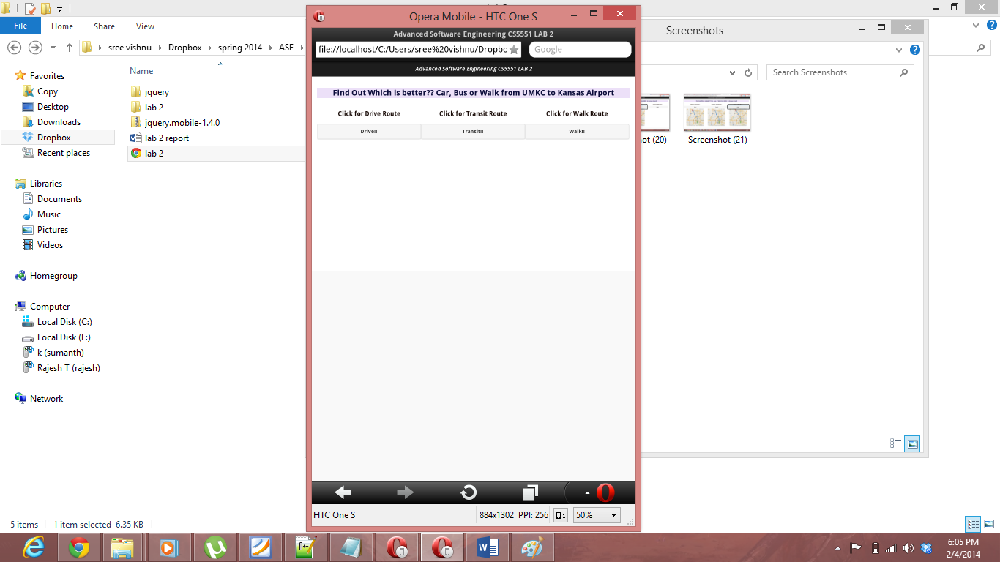 File
Home
Share
View
sree vishnu
Dropbox
spring 2014
ASE
Favorites
Copy
Desktop
Downloads
Dropbox
Recent places
Libraries
Documents
Music
Pictures
Videos
Homegroup
Computer
Local Disk (C:)
Local Disk (E:)
k (sumanth)
Rajesh T (rajesh)
Network
Name
jquery
lab 2
jquery.mobile-1.4.0
lab 2 report
lab 2
5 items
1 item selected 6.35 KB
Opera Mobile - HTC One S
Advanced Software Engineering CS5551 LAB 2
file://localhost/C:/Users/sree%20vishnu/Dropbo
Google
Advanced Software Engineering CS5551 LAB 2
Find Out Which is better?? Car, Bus or Walk from UMKC to Kansas Airport
Click for Drive Route
Click for Transit Route
Click for Walk Route
Drive!!
Transit!!
Walk!!
HTC One S
884x1302
PPI: 256
50%
Screenshots
Search Screenshots
ot (20)
Screenshot (21)
6:05 PM
2/4/2014